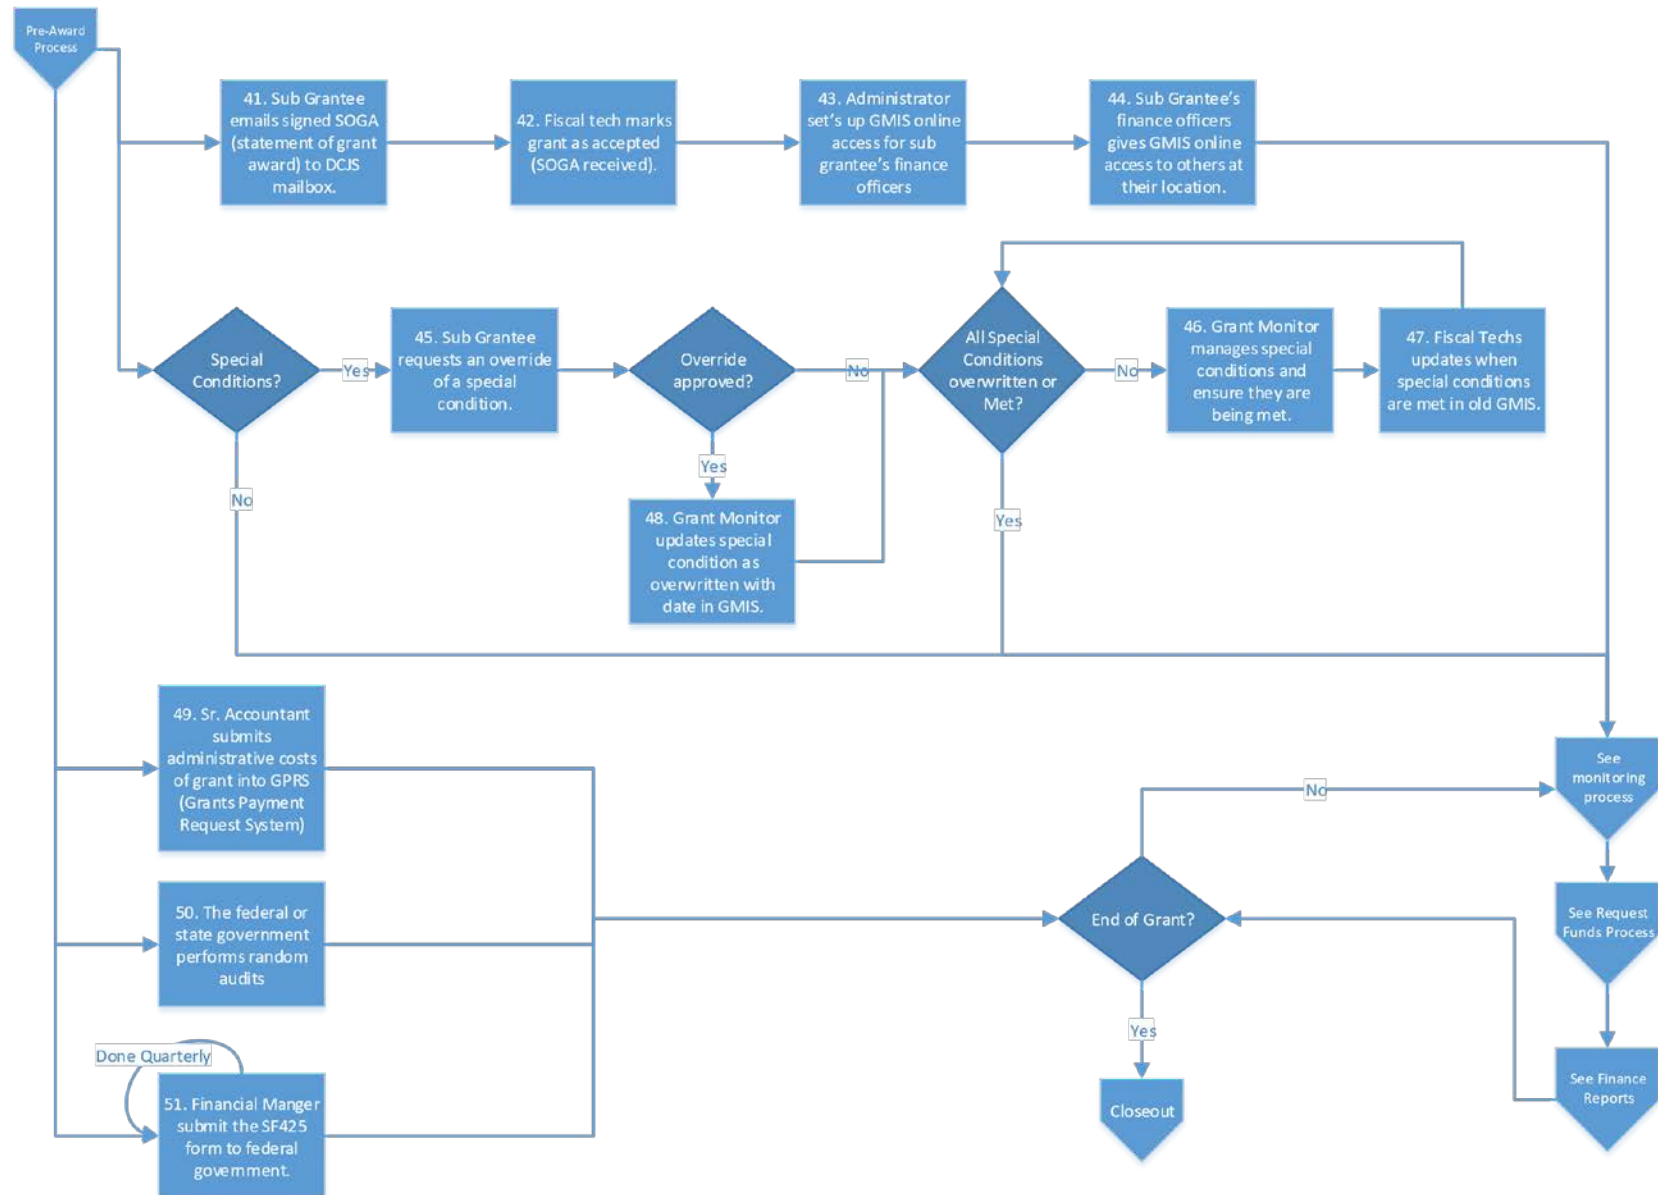 Pre-Award
Process
41. Sub Grantee
emails signed SOGA
(statement of grant
award) to DCJS
mailbox.
42. Fiscal tech marks
grant as accepted
(SOGA received).
43. Administrator
set's up GMIS online
access for sub
grantee's finance
officers
44. Sub Grantee's
finance officers
gives GMIS online
access to others at
their location.
Special
Conditions?
Yes
45. Sub Grantee
requests an override
of a special
condition.
Override
approved?
No
All Special
Conditions
overwritten or
Met?
No
46. Grant Monitor
manages special
conditions and
ensure they are
being met.
47. Fiscal Techs
updates when
special conditions
are met in old GMIS.
No
Yes
48. Grant Monitor
updates special
condition as
overwritten with
date in GMIS.
Yes
49. Sr. Accountant
submits
administrative costs
of grant into GPRS
(Grants Payment
Request System)
See
monitoring
process
No
50. The federal or
state government
performs random
audits
End of Grant?
See Request
Funds Process
Yes
Done Quarterly
51. Financial Manger
submit the SF425
form to federal
government.
Closeout
See Finance
Reports